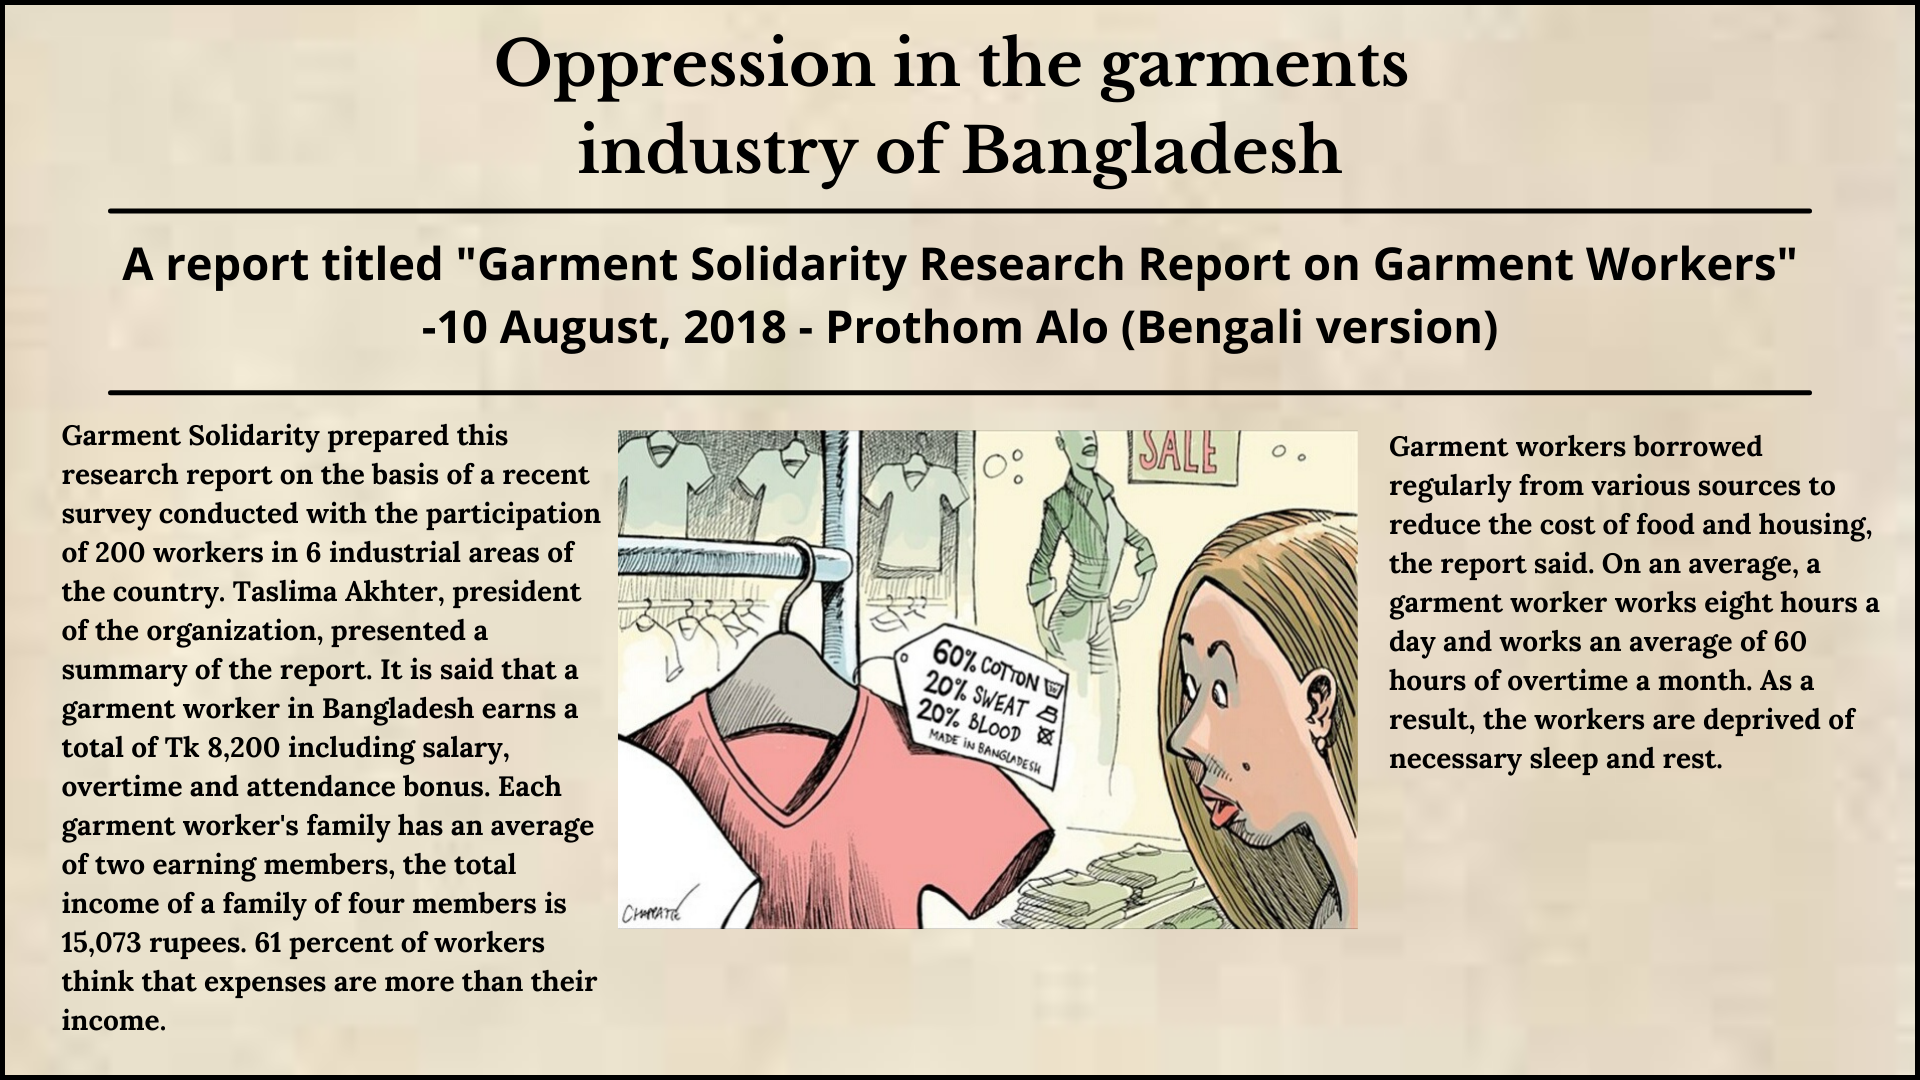 Oppression in the garments
industry of Bangladesh
A report titled "Garment Solidarity Research Report on Garment Workers"
-10 August, 2018 - Prothom Alo (Bengali version)
Garment Solidarity prepared this
research report on the basis of a recent
survey conducted with the participation
of 200 workers in 6 industrial areas of
the country. Taslima Akhter, president
of the organization, presented a
summary of the report. It is said that a
garment worker in Bangladesh earns a
total of Tk 8,200 including salary,
overtime and attendance bonus. Each
garment worker's family has an average
of two earning members, the total
income of a family of four members is
15,073 rupees. 61 percent of workers
think that expenses are more than their
income.
SALE
60% COTTON
20% SWEAT
20% BLOOD
MADE IN BANGLADESH
CHAPPATTE
Garment workers borrowed
regularly from various sources to
reduce the cost of food and housing,
the report said. On an average, a
garment worker works eight hours a
day and works an average of 60
hours of overtime a month. As a
result, the workers are deprived of
necessary sleep and rest.